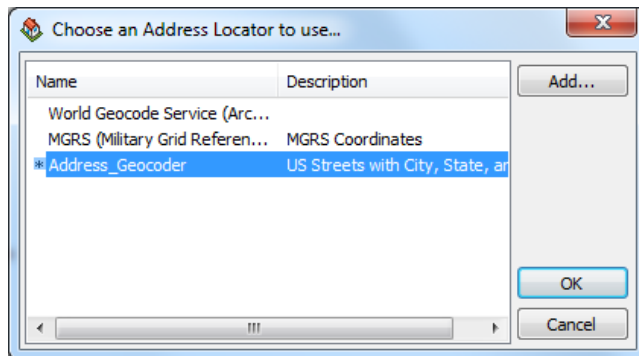 Choose an Address Locator to use...
Name Description Add...
World Geocode Service (Arc...
MGRS (Military Grid Referen... MGRS Coordinates
* Address_Geocoder US Streets with City, State, ar
OK
Cancel